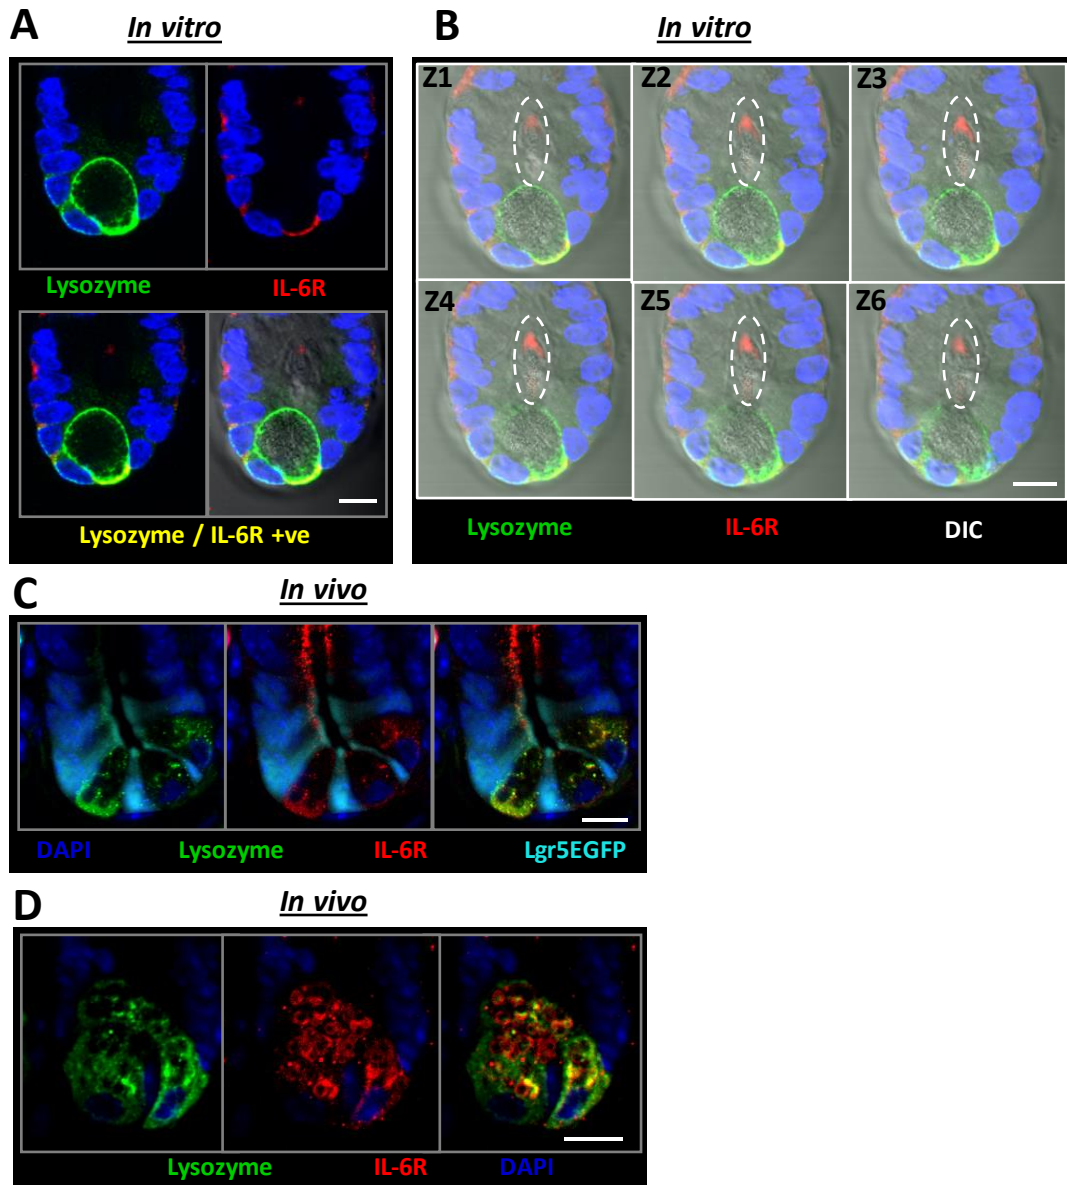 A
In vitro
Lysozyme IL-6R
Lysozyme / IL-6R +ve
B
In vitro
Z1 Z2 Z3
Z4 Z5 Z6
Lysozyme IL-6R DIC
C
In vivo
DAPI Lysozyme IL-6R Lgr5EGFP
D
In vivo
Lysozyme IL-6R DAPI